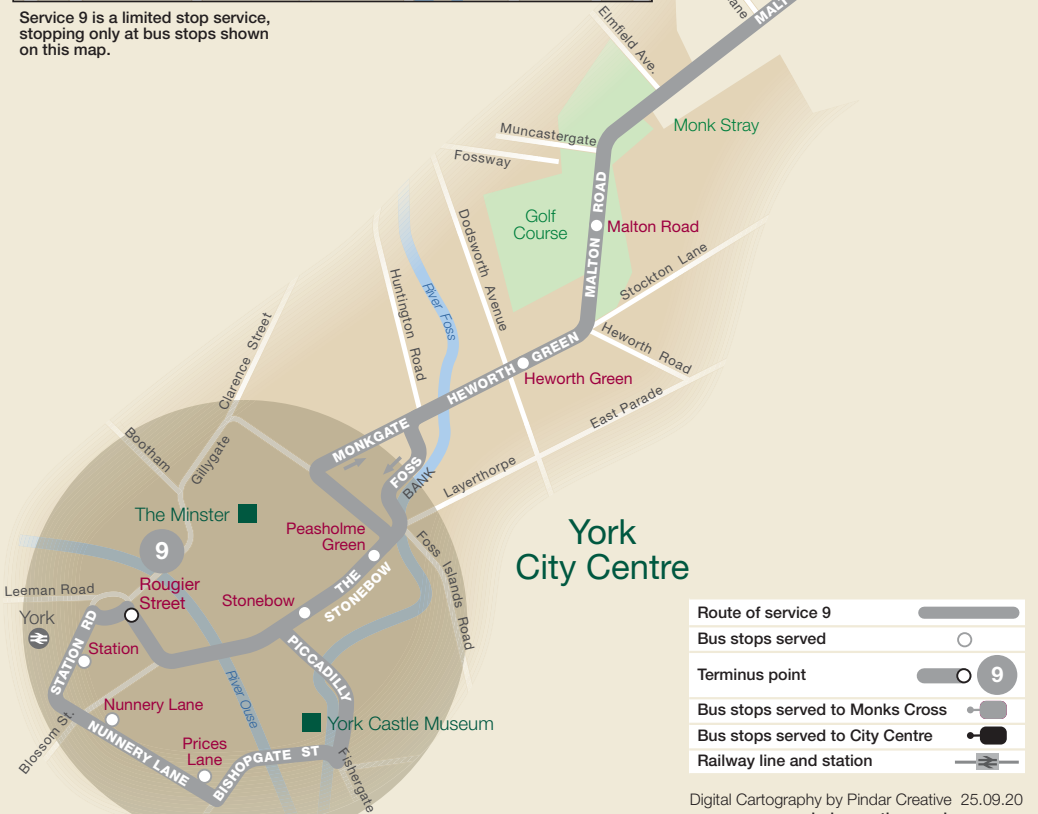 Service 9 is a limited stop service,
stopping only at bus stops shown
on this map.
Elmfield Ave.
Monk Stray
Muncastergate
Fossway
MALTON ROAD
Golf
Course
Malton Road
Stockton Lane
Dodsworth Avenue
Huntington Road
River Foss
Clarence Street
HEWORTH GREEN
Heworth Green
Heworth Road
East Parade
Layerthorpe
MONKGATE
FOSS
BANK
Bootham
Gillygate
The Minster
9
Peasholme
Green
York
City Centre
Foss Islands Road
THE
STONEBOW
Leeman Road
Rougier
Street
Stonebow
York
STATION RD
Station
PICCADILLY
River Ouse
Nunnery Lane
York Castle Museum
Blossom St.
NUNNERY LANE
Prices
Lane
BISHOPGATE ST
Fishergate
Route of service 9
Bus stops served
Terminus point
9
Bus stops served to Monks Cross
Bus stops served to City Centre
Railway line and station
Digital Cartography by Pindar Creative 25.09.20